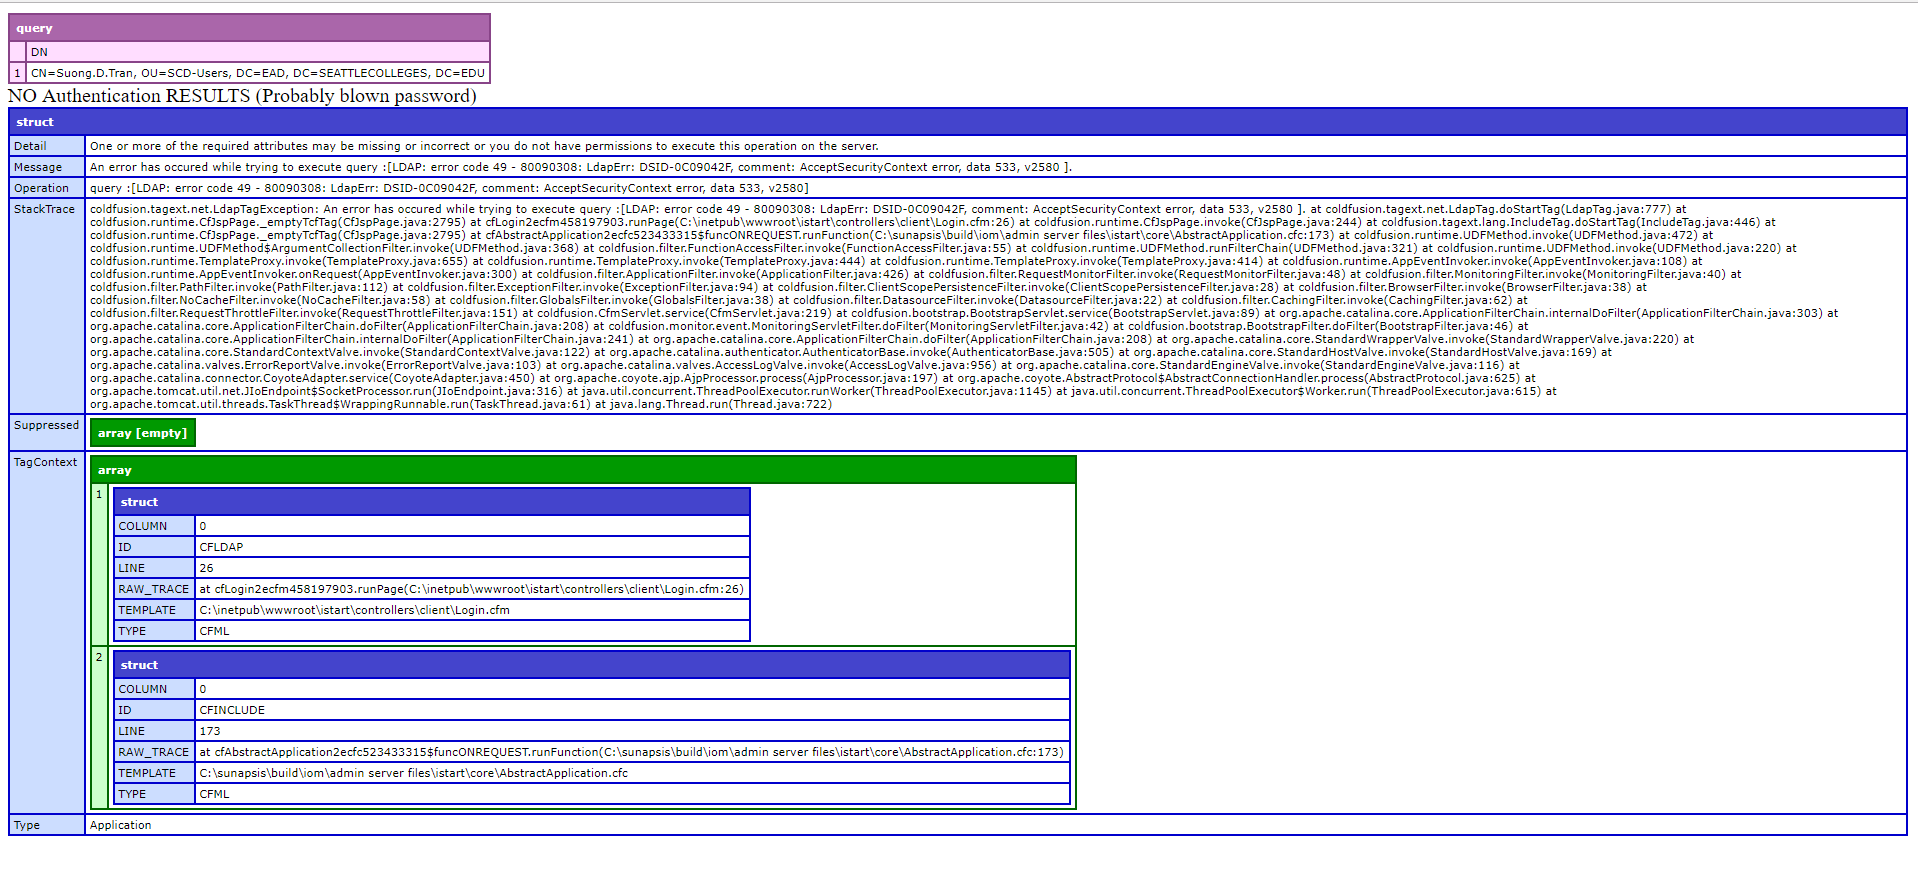 query
DN
1 CN=Suong.D.Tran, OU=SCD-Users, DC=EAD, DC=SEATTLECOLLEGES, DC=EDU
NO Authentication RESULTS (Probably blown password)
struct
Detail One or more of the required attributes may be missing or incorrect or you do not have permissions to execute this operation on the server.
Message An error has occured while trying to execute query :[LDAP: error code 49 - 80090308: LdapErr: DSID-0C09042F, comment: AcceptSecurityContext error, data 533, v2580 ].
Operation query :[LDAP: error code 49 - 80090308: LdapErr: DSID-0C09042F, comment: AcceptSecurityContext error, data 533, v2580]
StackTrace coldfusion.tagext.net.LdapTagException: An error has occured while trying to execute query :[LDAP: error code 49 - 80090308: LdapErr: DSID-0C09042F, comment: AcceptSecurityContext error, data 533, v2580 ]. at coldfusion.tagext.net.LdapTag.doStartTag(LdapTag.java:777) at
coldfusion.runtime.CfJspPage._emptyTcfTag(CfJspPage.java:2795) at cfLogin2ecfm458197903.runPage(C:\inetpub\wwwroot\istart\controllers\client\Login.cfm:26) at coldfusion.runtime.CfJspPage.invoke(CfJspPage.java:244) at coldfusion.tagext.lang.IncludeTag.doStartTag(IncludeTag.java:446) at
coldfusion.runtime.CfJspPage._emptyTcfTag(CfJspPage.java:2795) at cfAbstractApplication2ecfc523433315$funcONREQUEST.runFunction(C:\sunapsis\build\iom\admin server files\istart\core\AbstractApplication.cfc:173) at coldfusion.runtime.UDFMethod.invoke(UDFMethod.java:472) at
coldfusion.runtime.UDFMethod$ArgumentCollectionFilter.invoke(UDFMethod.java:368) at coldfusion.filter.FunctionAccessFilter.invoke(FunctionAccessFilter.java:55) at coldfusion.runtime.UDFMethod.runFilterChain(UDFMethod.java:321) at coldfusion.runtime.UDFMethod.invoke(UDFMethod.java:220) at
coldfusion.runtime.TemplateProxy.invoke(TemplateProxy.java:655) at coldfusion.runtime.TemplateProxy.invoke(TemplateProxy.java:444) at coldfusion.runtime.TemplateProxy.invoke(TemplateProxy.java:414) at coldfusion.runtime.AppEventInvoker.invoke(AppEventInvoker.java:108) at
coldfusion.runtime.AppEventInvoker.onRequest(AppEventInvoker.java:300) at coldfusion.filter.ApplicationFilter.invoke(ApplicationFilter.java:426) at coldfusion.filter.RequestMonitorFilter.invoke(RequestMonitorFilter.java:48) at coldfusion.filter.MonitoringFilter.invoke(MonitoringFilter.java:40) at
coldfusion.filter.PathFilter.invoke(PathFilter.java:112) at coldfusion.filter.ExceptionFilter.invoke(ExceptionFilter.java:94) at coldfusion.filter.ClientScopePersistenceFilter.invoke(ClientScopePersistenceFilter.java:28) at coldfusion.filter.BrowserFilter.invoke(BrowserFilter.java:38) at
coldfusion.filter.NoCacheFilter.invoke(NoCacheFilter.java:58) at coldfusion.filter.GlobalsFilter.invoke(GlobalsFilter.java:38) at coldfusion.filter.DatasourceFilter.invoke(DatasourceFilter.java:22) at coldfusion.filter.CachingFilter.invoke(CachingFilter.java:62) at
coldfusion.filter.RequestThrottleFilter.invoke(RequestThrottleFilter.java:151) at coldfusion.CfmServlet.service(CfmServlet.java:219) at coldfusion.bootstrap.BootstrapServlet.service(BootstrapServlet.java:89) at org.apache.catalina.core.ApplicationFilterChain.internalDoFilter(ApplicationFilterChain.java:303) at
org.apache.catalina.core.ApplicationFilterChain.doFilter(ApplicationFilterChain.java:208) at coldfusion.monitor.event.MonitoringServletFilter.doFilter(MonitoringServletFilter.java:42) at coldfusion.bootstrap.BootstrapFilter.doFilter(BootstrapFilter.java:46) at
org.apache.catalina.core.ApplicationFilterChain.internalDoFilter(ApplicationFilterChain.java:241) at org.apache.catalina.core.ApplicationFilterChain.doFilter(ApplicationFilterChain.java:208) at org.apache.catalina.core.StandardWrapperValve.invoke(StandardWrapperValve.java:220) at
org.apache.catalina.core.StandardContextValve.invoke(StandardContextValve.java:122) at org.apache.catalina.authenticator.AuthenticatorBase.invoke(AuthenticatorBase.java:505) at org.apache.catalina.core.StandardHostValve.invoke(StandardHostValve.java:169) at
org.apache.catalina.valves.ErrorReportValve.invoke(ErrorReportValve.java:103) at org.apache.catalina.valves.AccessLogValve.invoke(AccessLogValve.java:956) at org.apache.catalina.core.StandardEngineValve.invoke(StandardEngineValve.java:116) at
org.apache.catalina.connector.CoyoteAdapter.service(CoyoteAdapter.java:450) at org.apache.coyote.ajp.AjpProcessor.process(AjpProcessor.java:197) at org.apache.coyote.AbstractProtocol$AbstractConnectionHandler.process(AbstractProtocol.java:625) at
org.apache.tomcat.util.net.JIoEndpoint$SocketProcessor.run(JIoEndpoint.java:316) at java.util.concurrent.ThreadPoolExecutor.runWorker(ThreadPoolExecutor.java:1145) at java.util.concurrent.ThreadPoolExecutor$Worker.run(ThreadPoolExecutor.java:615) at
org.apache.tomcat.util.threads.TaskThread$WrappingRunnable.run(TaskThread.java:61) at java.lang.Thread.run(Thread.java:722)
Suppressed array [empty]
TagContext array
1 struct
COLUMN 0
ID CFLDAP
LINE 26
RAW_TRACE at cfLogin2ecfm458197903.runPage(C:\inetpub\wwwroot\istart\controllers\client\Login.cfm:26)
TEMPLATE C:\inetpub\wwwroot\istart\controllers\client\Login.cfm
TYPE CFML
2 struct
COLUMN 0
ID CFINCLUDE
LINE 173
RAW_TRACE at cfAbstractApplication2ecfc523433315$funcONREQUEST.runFunction(C:\sunapsis\build\iom\admin server files\istart\core\AbstractApplication.cfc:173)
TEMPLATE C:\sunapsis\build\iom\admin server files\istart\core\AbstractApplication.cfc
TYPE CFML
Type Application